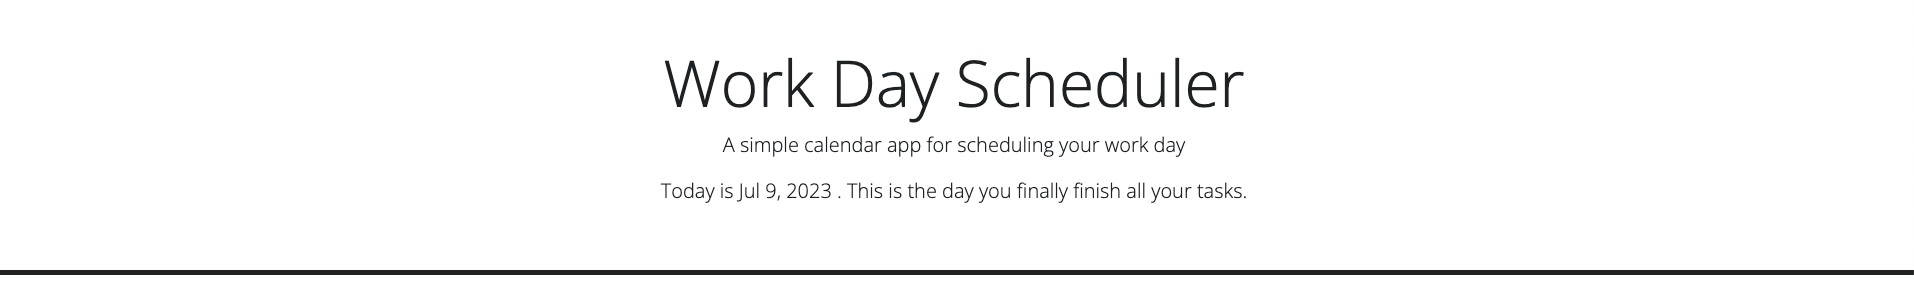 Work Day Scheduler
A simple calendar app for scheduling your work day
Today is Jul 9, 2023 . This is the day you finally finish all your tasks.